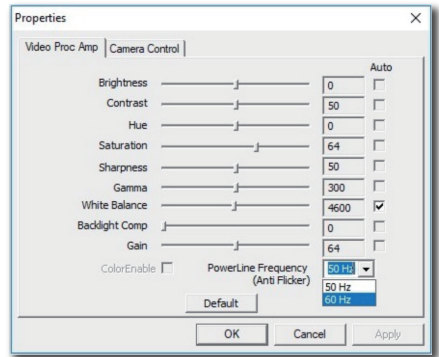 Properties
Video Proc Amp Camera Control
Auto
Brightness 0
Contrast 50
Hue 0
Saturation 64
Sharpness 50
Gamma 300
White Balance 4600
Backlight Comp 0
Gain 64
ColorEnable PowerLine Frequency 50 Hz
(Anti Flicker)
50 Hz
60 Hz
Default
OK Cancel Apply